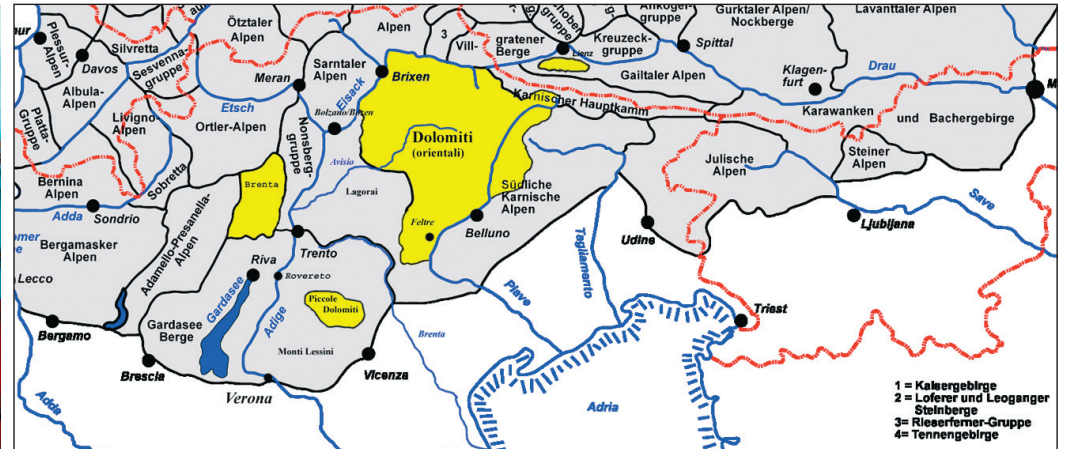 Plessur-
Alpen
Davos
Silvretta
Sesvenna-
gruppe
Albula-
Alpen
Platta-
Gruppe
Livigno-
Alpen
Ötztaler
Alpen
Meran
Etsch
Ortler-Alpen
Sarntaler
Alpen
Eisack
Brixen
Bolzano/Bozen
Nonsberg-
gruppe
Alpen
3
Vill-
gratener
Berge
Lienz
Kreuzeck-
gruppe
gruppe
Spittal
Gurktaler Alpen/
Nockberge
Lavanttaler Alpen
Gailtaler Alpen
Klagen-
furt
Drau
Karnischer Hauptkamm
Karawanken
und Bachergebirge
Steiner
Alpen
Julische
Alpen
Save
Ljubljana
Dolomiti
(orientali)
Avisio
Lagorai
Südliche
Karnische
Alpen
Feltre
Belluno
Udine
Tagliamento
Piave
Triest
Adria
Bernina
Alpen
Sobretta
Adda
Sondrio
Bergamasker
Alpen
Lecco
Adamello-Presanella-
Alpen
Brenta
Trento
Riva
Rovereto
Gardasee
Adige
Piccole
Dolomiti
Gardasee
Berge
Monti Lessini
Brenta
Bergamo
Brescia
Verona
Vicenza
Adda
1 = Kaisergebirge
2 = Loferer und Leoganger
Steinberge
3= Rieserferner-Gruppe
4= Tennengebirge